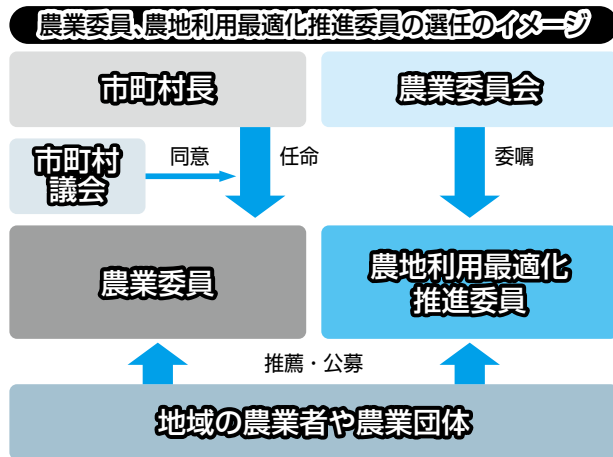 農業委員、農地利用最適化推進委員の選任のイメージ
市町村長
農業委員会
市町村
議会
同意
任命
委嘱
農業委員
農地利用最適化
推進委員
推薦・公募
地域の農業者や農業団体